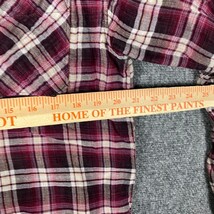 15 16 17 18 19 20 21 22 23 24 25
OT HOME OF THE FINEST PAINTS